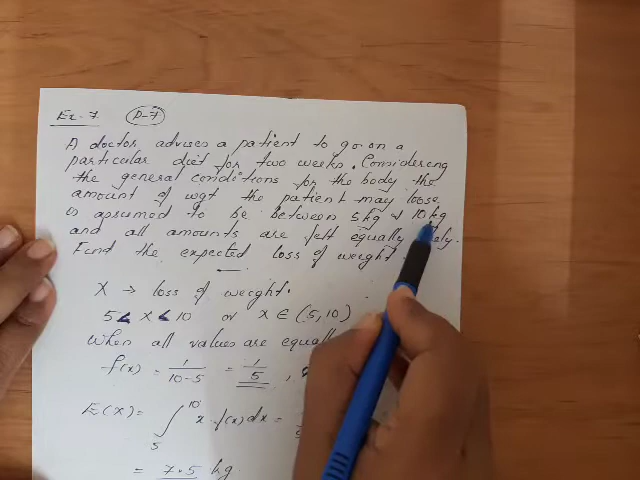 Ex-7 P-7
A doctor advises a patient to go on a
particular diet for two weeks. Considering
the general conditions for the body the
amount of wgt the patient may loose
is assumed to be between 5 kg & 10 kg
and all amounts are felt equally
Find the expected loss of weight.
X → loss of weight.
5 < X < 10 or x ∈ (5, 10)
When all values are equally
f(x) = 1/(10-5) = 1/5 ,
E(X) = ∫₅¹⁰ x · f(x) dx =
= 7.5 kg.